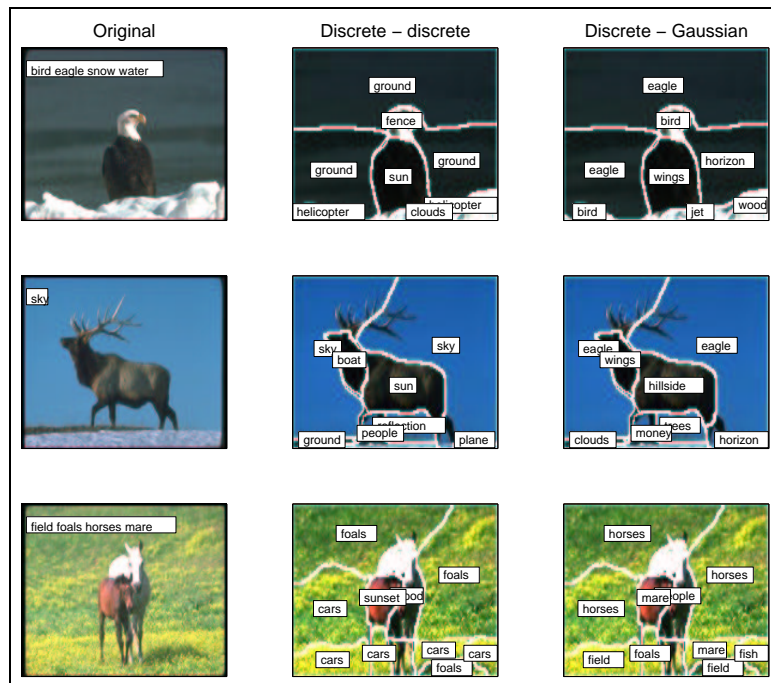 Original
Discrete – discrete
Discrete – Gaussian
bird eagle snow water
ground
fence
ground
ground
sun
helicopter
clouds
eagle
bird
eagle
horizon
wings
bird
jet
wood
sky
sky
sky
boat
sun
people
ground
plane
eagle
eagle
wings
hillside
trees
money
clouds
horizon
field foals horses mare
foals
foals
sunset
cars
cars
cars
cars
cars
foals
horses
horses
mare
horses
mare
field
foals
fish
field